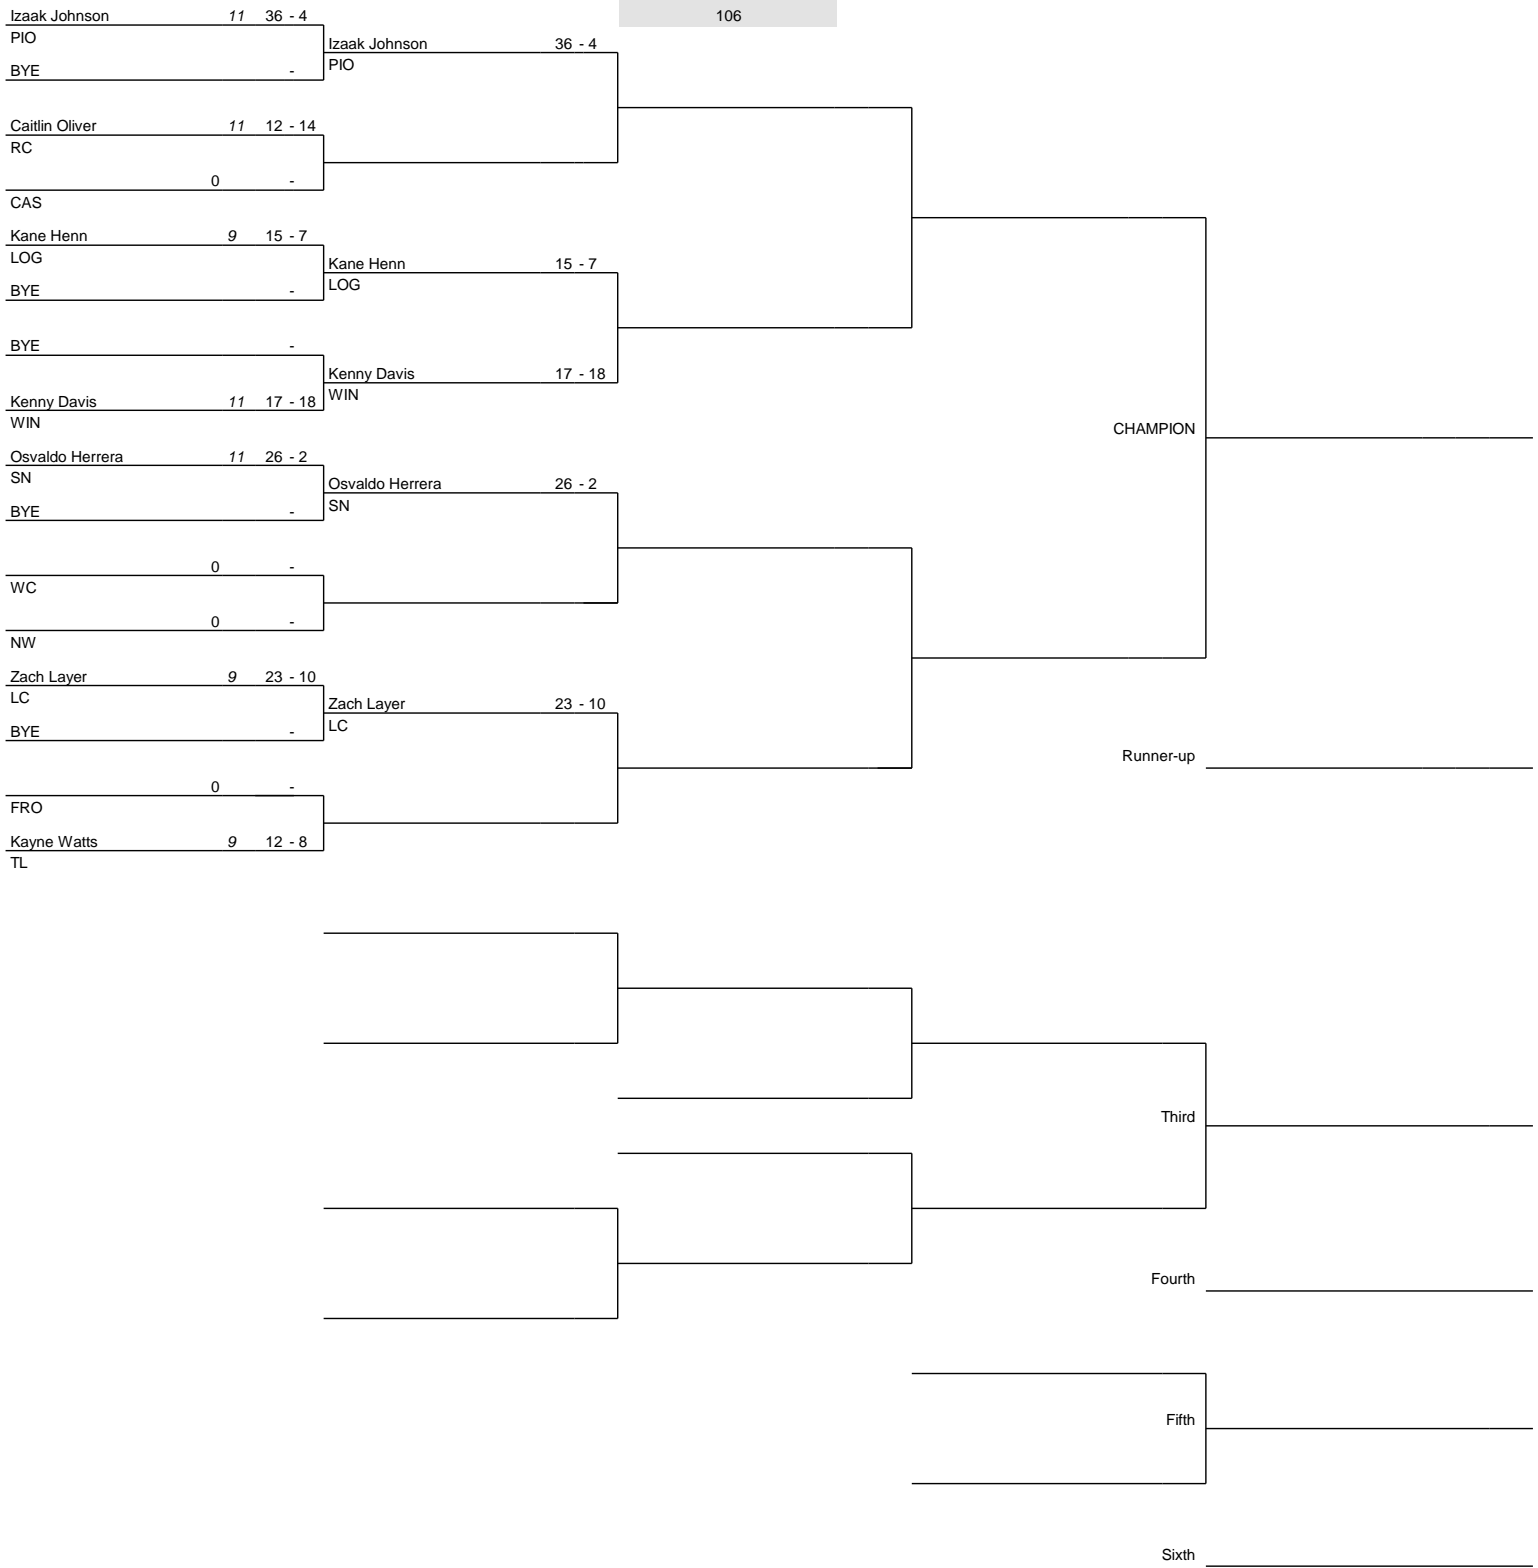 Izaak Johnson 11 36 - 4
106
PIO
Izaak Johnson 36 - 4
BYE -
PIO
Caitlin Oliver 11 12 - 14
RC
0 -
CAS
Kane Henn 9 15 - 7
LOG
Kane Henn 15 - 7
BYE -
LOG
BYE -
Kenny Davis 17 - 18
WIN
Kenny Davis 11 17 - 18
WIN
CHAMPION
Osvaldo Herrera 11 26 - 2
SN
Osvaldo Herrera 26 - 2
BYE -
SN
0 -
WC
0 -
NW
Zach Layer 9 23 - 10
LC
Zach Layer 23 - 10
BYE -
LC
Runner-up
0 -
FRO
Kayne Watts 9 12 - 8
TL
Third
Fourth
Fifth
Sixth